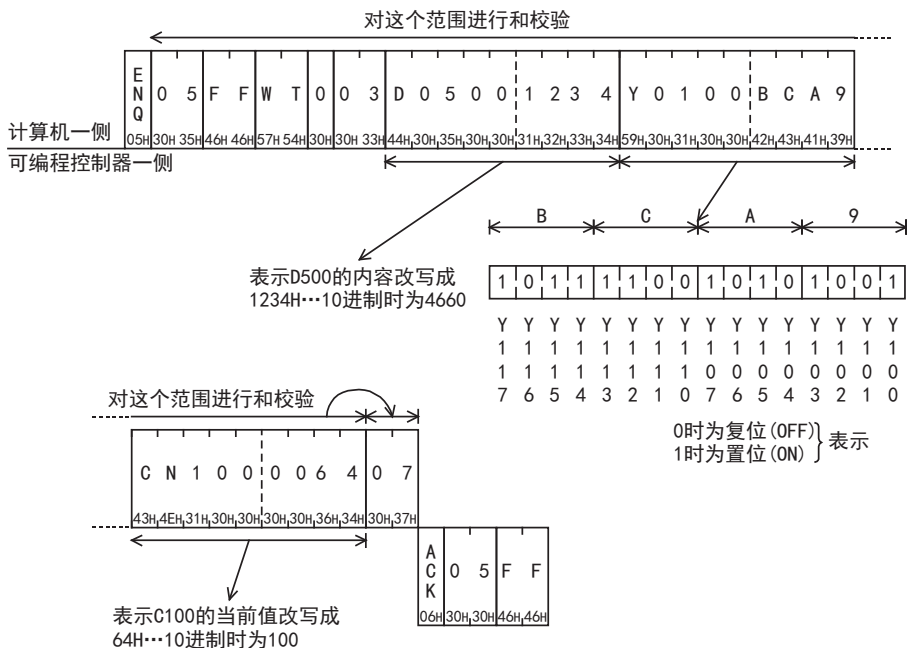 对这个范围进行和校验
ENQ 0 5 F F W T 0 0 3 D 0 5 0 0 1 2 3 4 Y 0 1 0 0 B C A 9
计算机一侧
05H 30H 35H 46H 46H 57H 54H 30H 30H 33H 44H 30H 35H 30H 30H 31H 32H 33H 34H 59H 30H 31H 30H 30H 42H 43H 41H 39H
可编程控制器一侧
B C A 9
表示D500的内容改写成
1234H…10进制时为4660
1 0 1 1 1 1 0 0 1 0 1 0 1 0 0 1
Y Y Y Y Y Y Y Y Y Y Y Y Y Y Y Y
1 1 1 1 1 1 1 1 1 1 1 1 1 1 1 1
1 1 1 1 1 1 1 1 0 0 0 0 0 0 0 0
7 6 5 4 3 2 1 0 7 6 5 4 3 2 1 0
0时为复位(OFF)
1时为置位(ON)
}表示
对这个范围进行和校验
C N 1 0 0 0 0 6 4 0 7
43H 4EH 31H 30H 30H 30H 30H 36H 34H 30H 37H
ACK 0 5 F F
06H 30H 30H 46H 46H
表示C100的当前值改写成
64H…10进制时为100